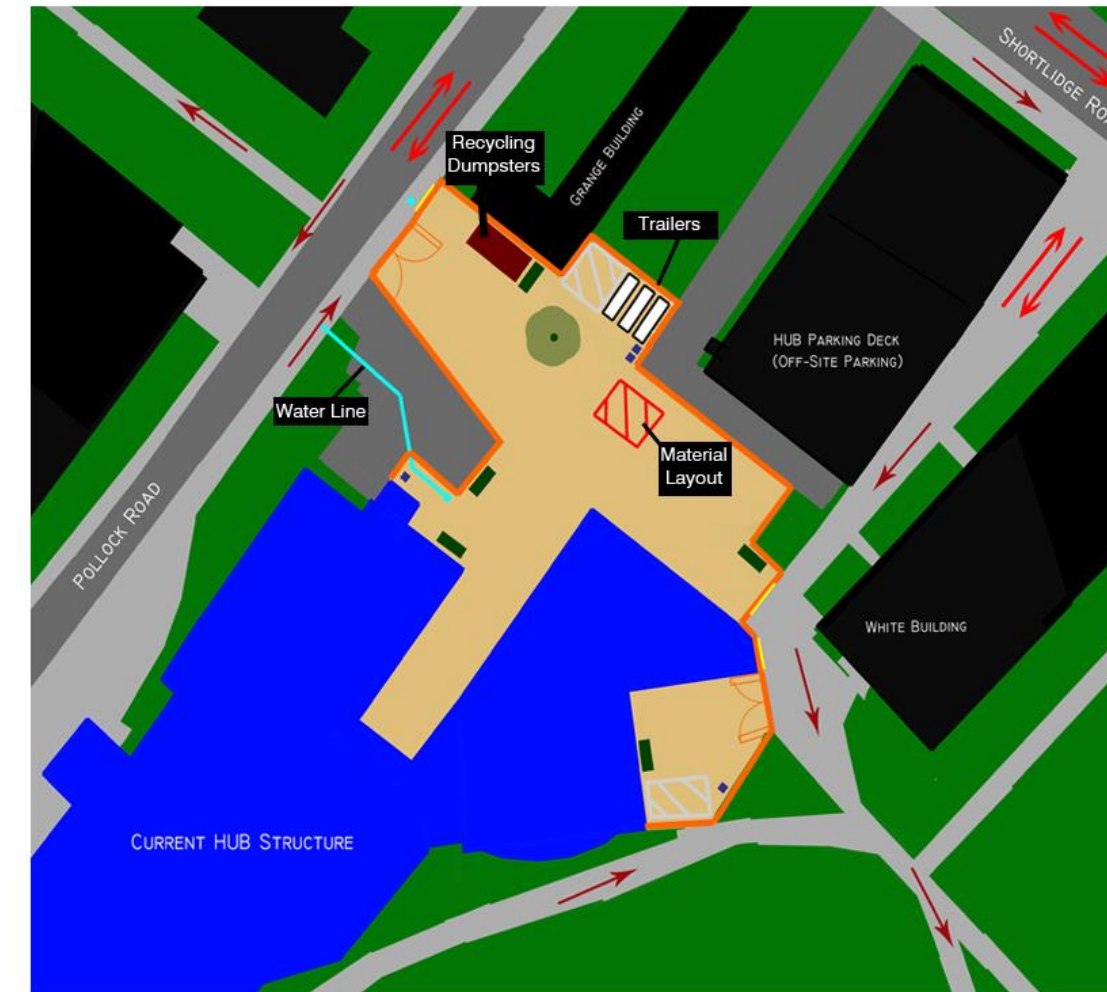 SHORTLIDGE ROA
Recycling
Dumpsters
GRANGE BUILDING
Trailers
HUB PARKING DECK
(OFF-SITE PARKING)
Water Line
Material
Layout
POLLOCK ROAD
WHITE BUILDING
CURRENT HUB STRUCTURE